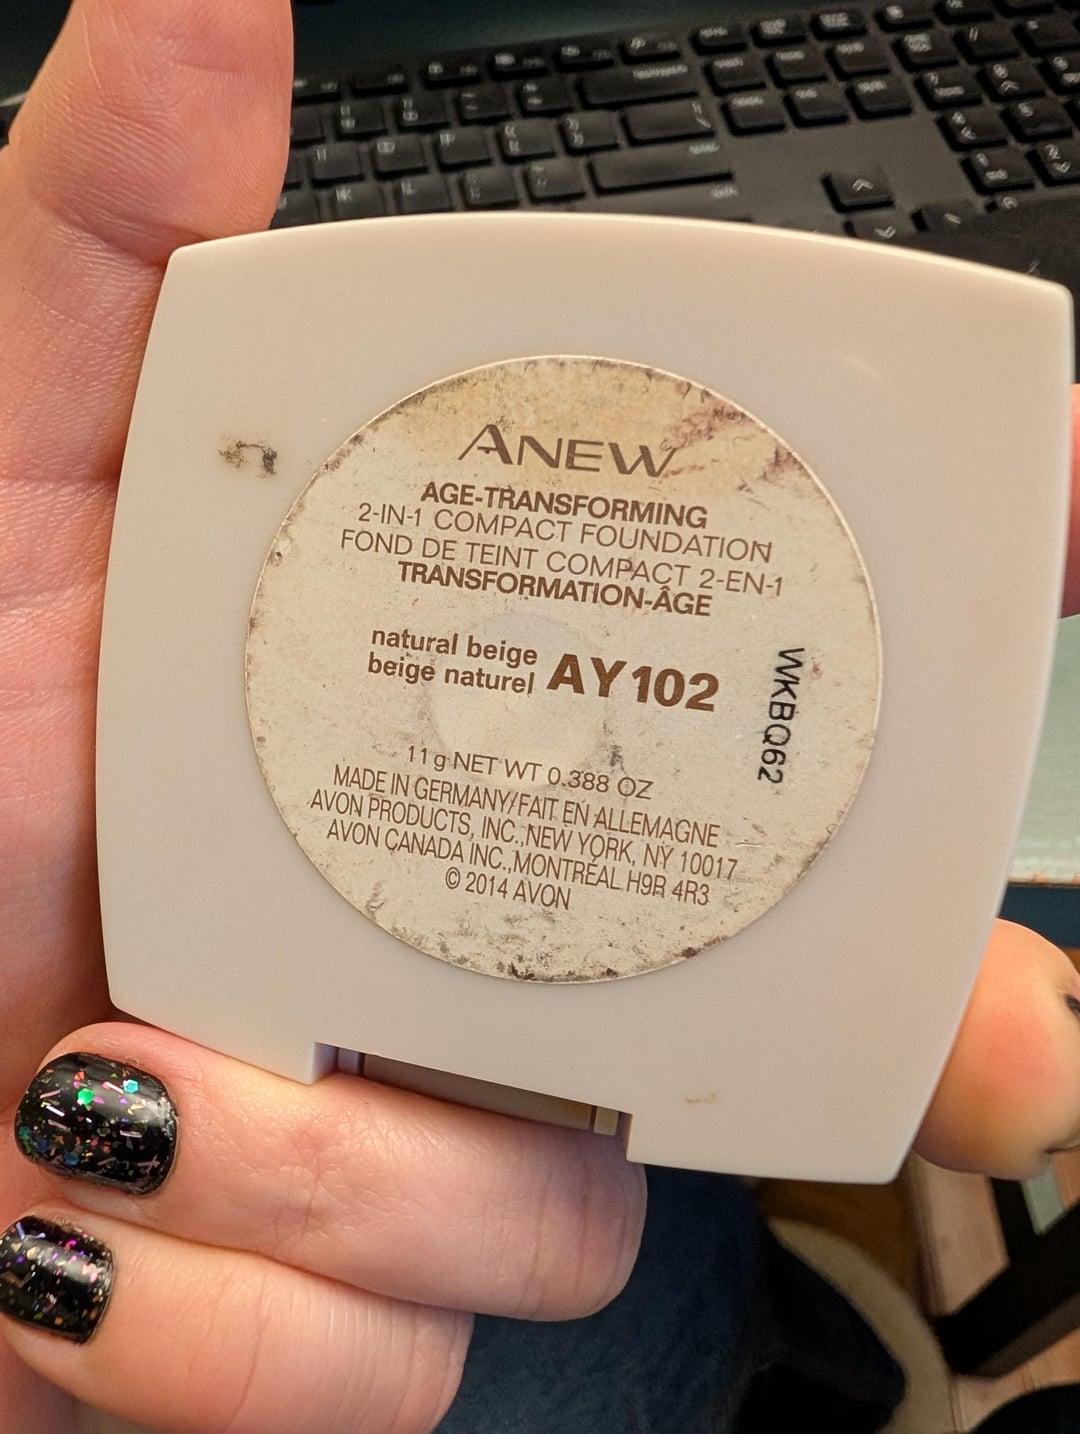 ANEW
AGE-TRANSFORMING
2-IN-1 COMPACT FOUNDATION
FOND DE TEINT COMPACT 2-EN-1
TRANSFORMATION-ÂGE
natural beige
beige naturel
AY102
WKBQ62
11 g NET WT 0.388 OZ
MADE IN GERMANY/FAIT EN ALLEMAGNE
AVON PRODUCTS, INC., NEW YORK, NY 10017
AVON CANADA INC., MONTRÉAL H9R 4R3
© 2014 AVON